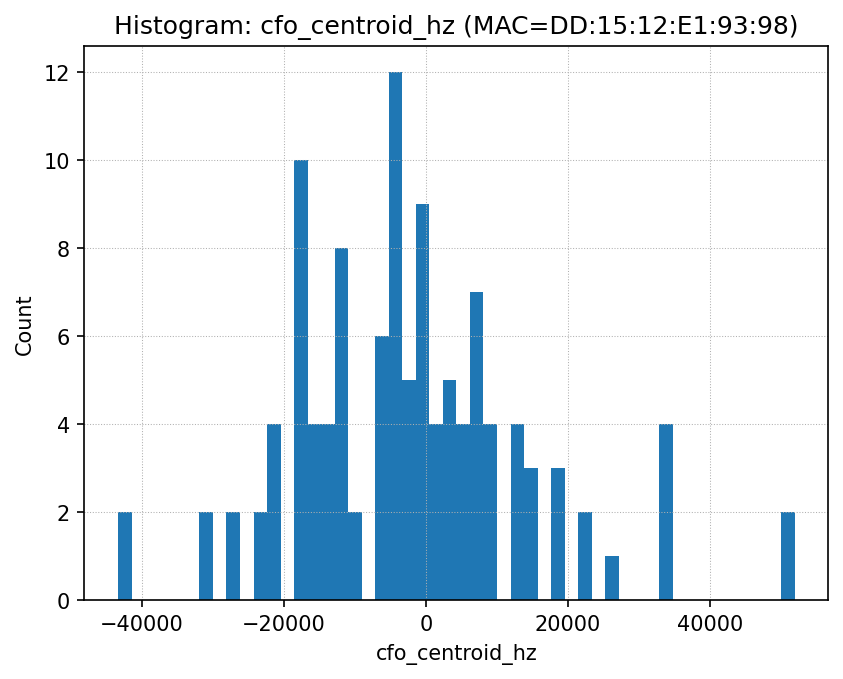 Histogram: cfo_centroid_hz (MAC=DD:15:12:E1:93:98)
12
10
8
6
4
2
0
Count
−40000 −20000 0 20000 40000
cfo_centroid_hz